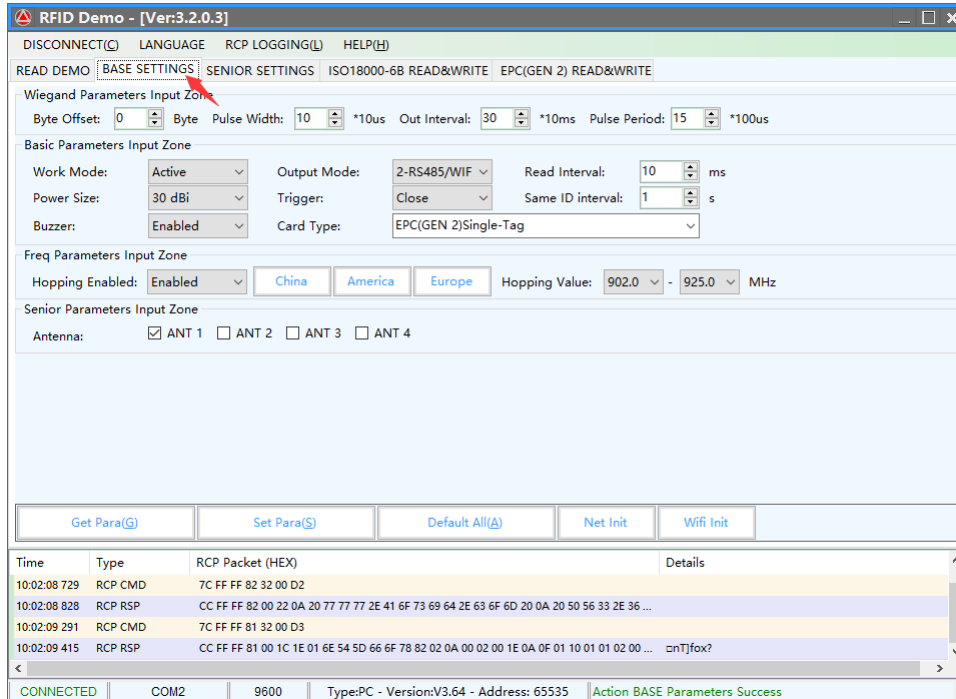 RFID Demo - [Ver:3.2.0.3]
DISCONNECT(C) LANGUAGE RCP LOGGING(L) HELP(H)
READ DEMO BASE SETTINGS SENIOR SETTINGS ISO18000-6B READ&WRITE EPC(GEN 2) READ&WRITE
Wiegand Parameters Input Zone
Byte Offset: 0 Byte Pulse Width: 10 *10us Out Interval: 30 *10ms Pulse Period: 15 *100us
Basic Parameters Input Zone
Work Mode: Active Output Mode: 2-RS485/WIF Read Interval: 10 ms
Power Size: 30 dBi Trigger: Close Same ID interval: 1 s
Buzzer: Enabled Card Type: EPC(GEN 2)Single-Tag
Freq Parameters Input Zone
Hopping Enabled: Enabled China America Europe Hopping Value: 902.0 - 925.0 MHz
Senior Parameters Input Zone
Antenna: ANT 1 ANT 2 ANT 3 ANT 4
Get Para(G) Set Para(S) Default All(A) Net Init Wifi Init
Time Type RCP Packet (HEX) Details
10:02:08 729 RCP CMD 7C FF FF 82 32 00 D2
10:02:08 828 RCP RSP CC FF FF 82 00 22 0A 20 77 77 77 2E 41 6F 73 69 64 2E 63 6F 6D 20 0A 20 50 56 33 2E 36 ...
10:02:09 291 RCP CMD 7C FF FF 81 32 00 D3
10:02:09 415 RCP RSP CC FF FF 81 00 1C 1E 01 6E 54 5D 66 6F 78 82 02 0A 00 02 00 1E 0A 0F 01 10 01 01 02 00 ... □nT]fox?
CONNECTED COM2 9600 Type:PC - Version:V3.64 - Address: 65535 Action BASE Parameters Success